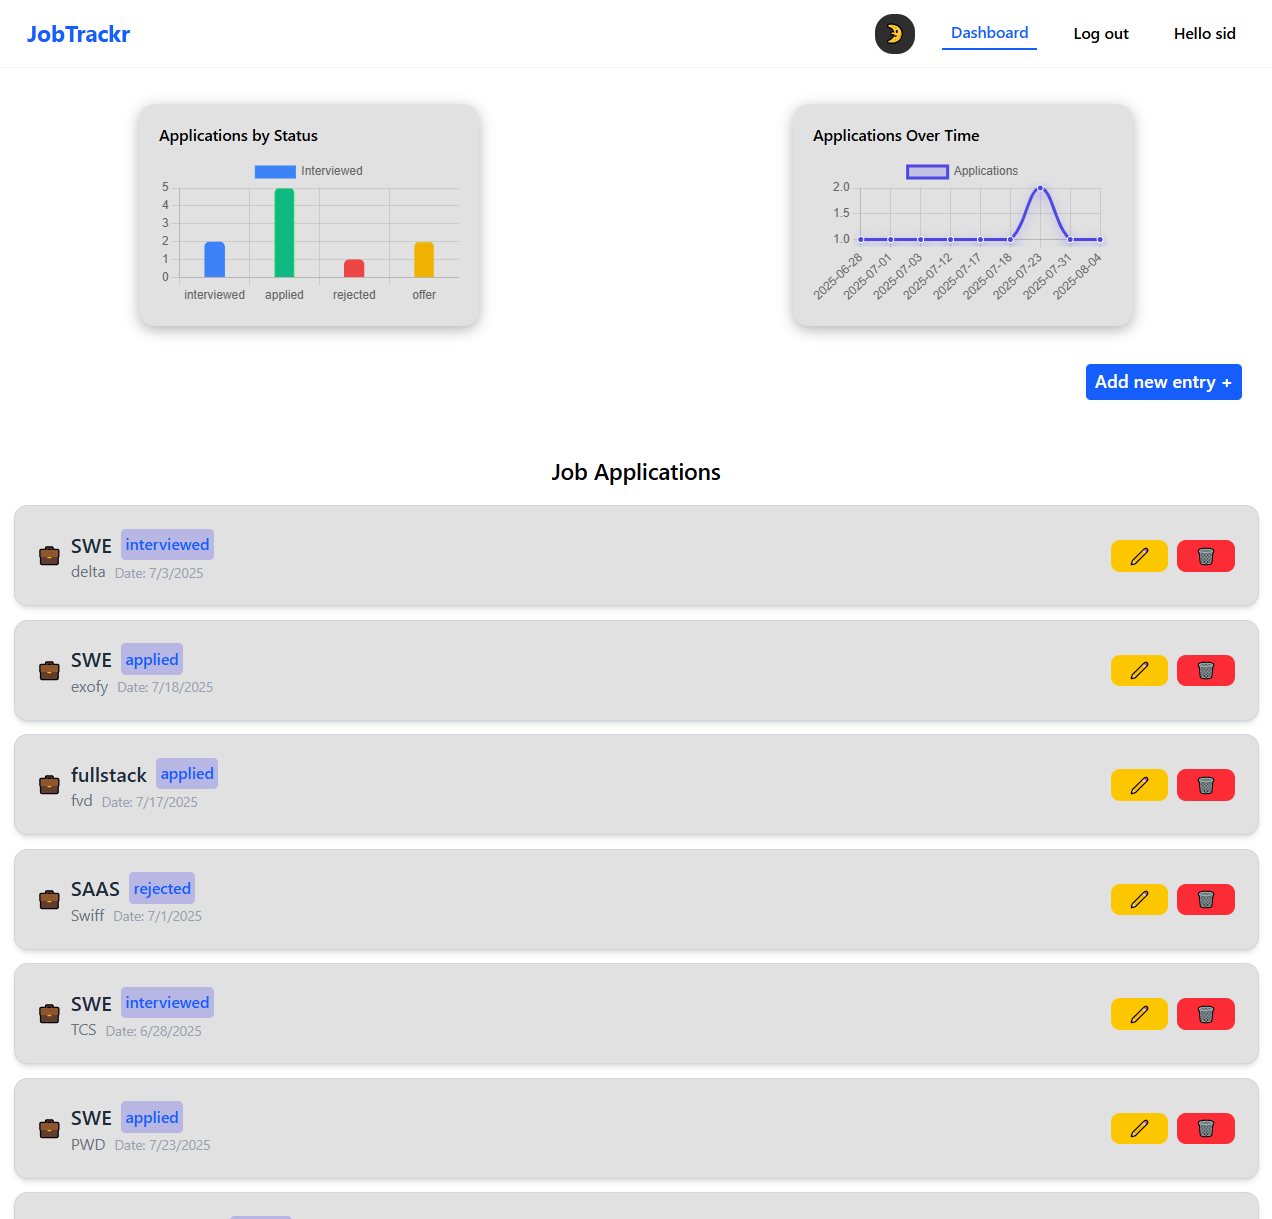 JobTrackr
Dashboard
Log out
Hello sid
Applications by Status
Interviewed
5
4
3
2
1
0
interviewed applied rejected offer
Applications Over Time
Applications
2.0
1.5
1.0
2025-06-28
2025-07-01
2025-07-03
2025-07-12
2025-07-17
2025-07-18
2025-07-23
2025-07-31
2025-08-04
Add new entry +
Job Applications
SWE interviewed
delta Date: 7/3/2025
SWE applied
exofy Date: 7/18/2025
fullstack applied
fvd Date: 7/17/2025
SAAS rejected
Swiff Date: 7/1/2025
SWE interviewed
TCS Date: 6/28/2025
SWE applied
PWD Date: 7/23/2025